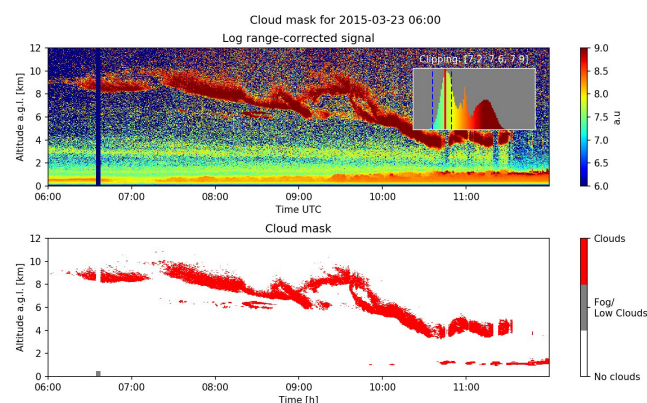 Cloud mask for 2015-03-23 06:00
Log range-corrected signal
Clipping: [7.2, 7.6, 7.9]
Altitude a.g.l. [km]
12
10
8
6
4
2
0
06:00 07:00 08:00 09:00 10:00 11:00
Time UTC
9.0
8.5
8.0
7.5
7.0
6.5
6.0
a.u
Cloud mask
Altitude a.g.l. [km]
12
10
8
6
4
2
0
06:00 07:00 08:00 09:00 10:00 11:00
Time [h]
Clouds
Fog/
Low Clouds
No clouds